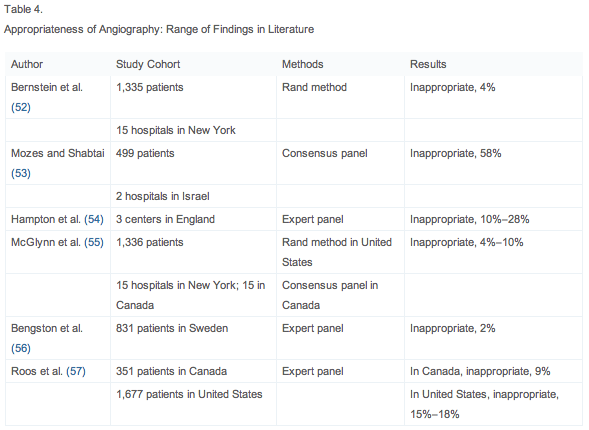 Table 4.
Appropriateness of Angiography: Range of Findings in Literature
Author Study Cohort Methods Results
Bernstein et al. 1,335 patients Rand method Inappropriate, 4%
(52)
15 hospitals in New York
Mozes and Shabtai 499 patients Consensus panel Inappropriate, 58%
(53)
2 hospitals in Israel
Hampton et al. (54) 3 centers in England Expert panel Inappropriate, 10%–28%
McGlynn et al. (55) 1,336 patients Rand method in United Inappropriate, 4%–10%
States
15 hospitals in New York; 15 in Consensus panel in
Canada Canada
Bengston et al. 831 patients in Sweden Expert panel Inappropriate, 2%
(56)
Roos et al. (57) 351 patients in Canada Expert panel In Canada, inappropriate, 9%
1,677 patients in United States In United States, inappropriate,
15%–18%